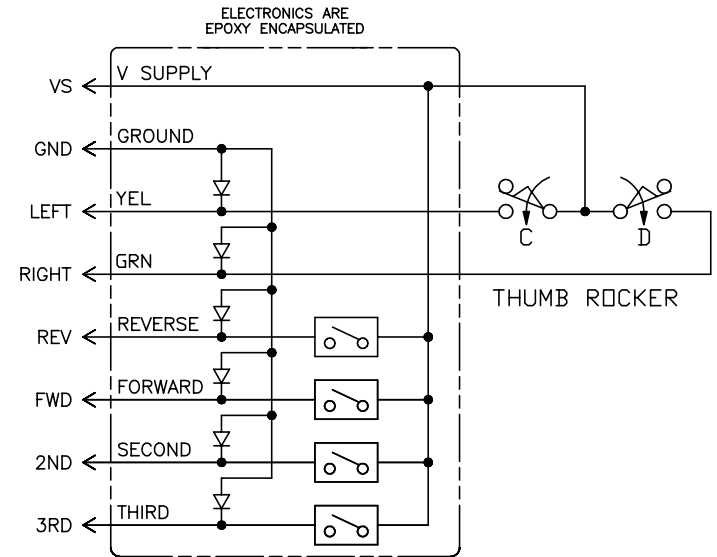 ELECTRONICS ARE
EPOXY ENCAPSULATED
VS V SUPPLY
GND GROUND
LEFT YEL
C D
RIGHT GRN
THUMB ROCKER
REV REVERSE
FWD FORWARD
2ND SECOND
3RD THIRD